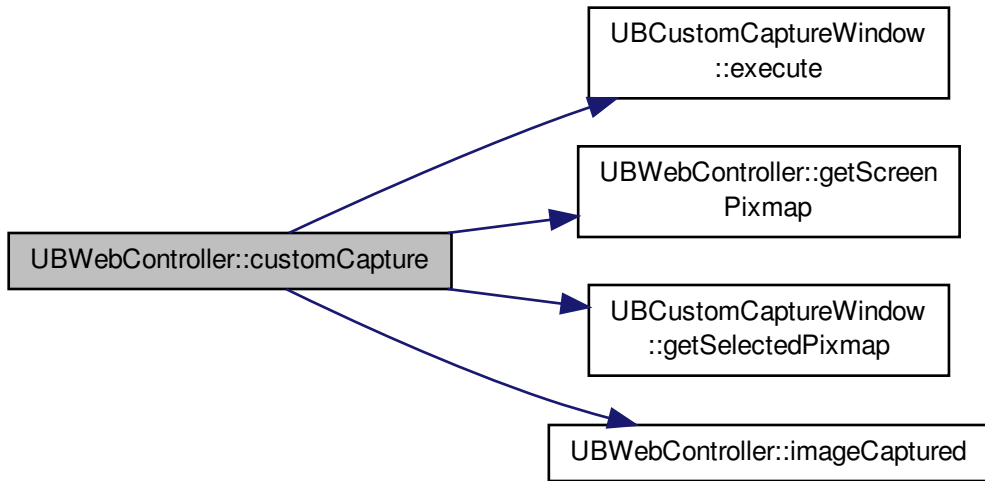 UBCustomCaptureWindow
::execute
UBWebController::getScreen
Pixmap
UBWebController::customCapture
UBCustomCaptureWindow
::getSelectedPixmap
UBWebController::imageCaptured